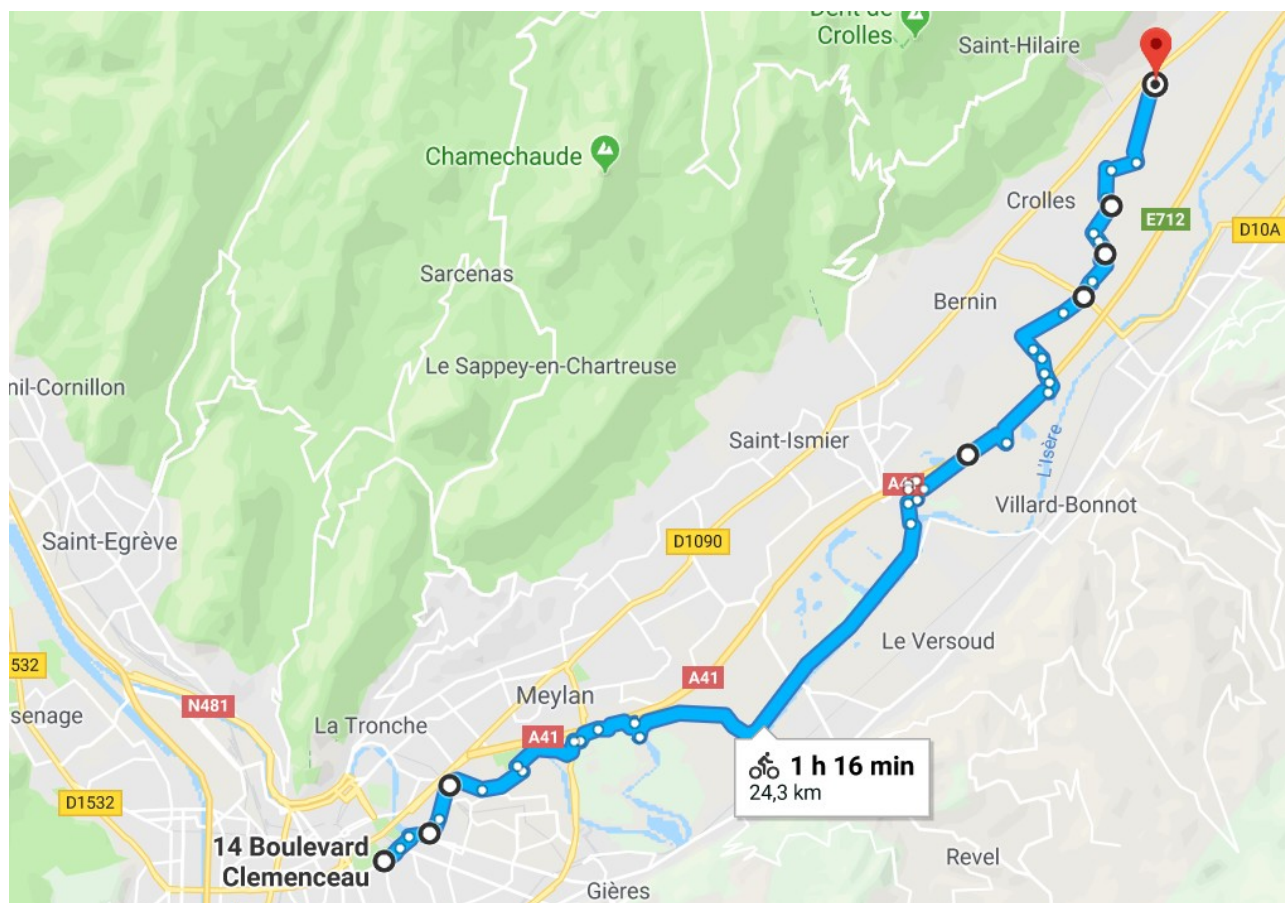 Dent de
Crolles
Saint-Hilaire
Chamechaude
Crolles
E712
D10A
Sarcenas
Bernin
Le Sappey-en-Chartreuse
nil-Cornillon
Saint-Ismier
L'Isère
A41
Villard-Bonnot
Saint-Egrève
D1090
Le Versoud
532
A41
Meylan
N481
senage
La Tronche
A41
1 h 16 min
24,3 km
D1532
14 Boulevard
Clemenceau
Revel
Gières